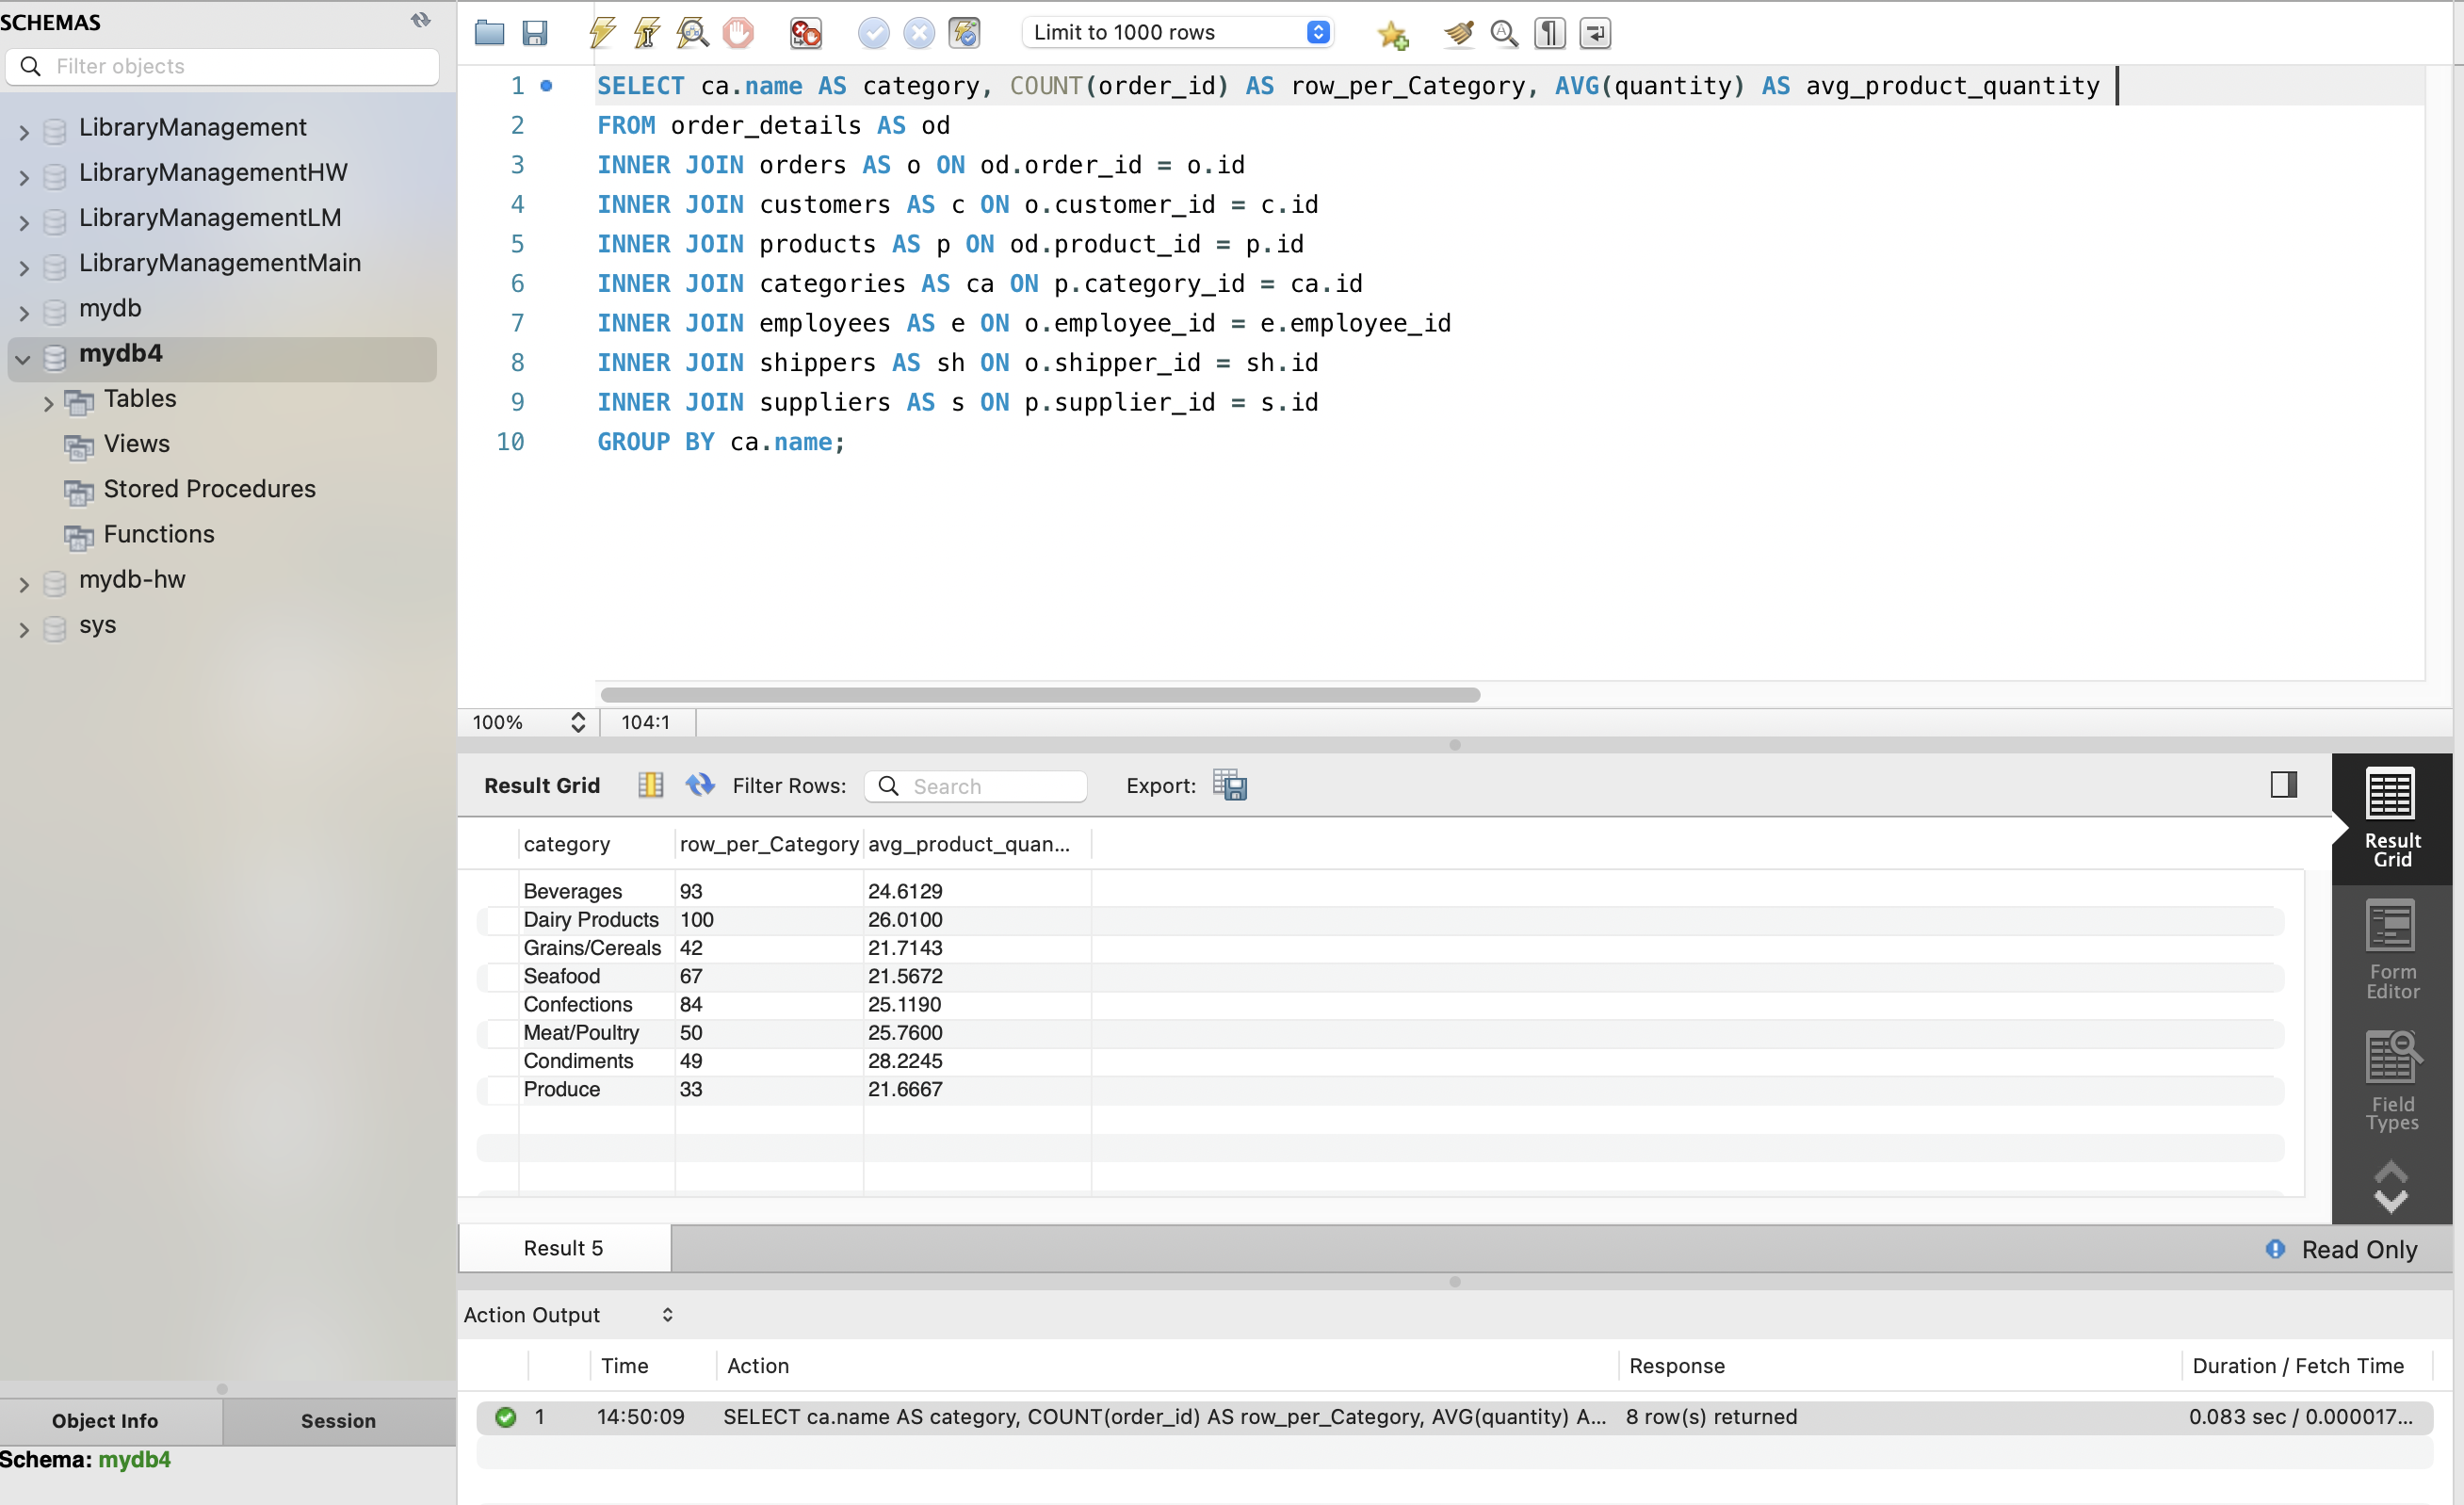 SCHEMAS
Filter objects
LibraryManagement
LibraryManagementHW
LibraryManagementLM
LibraryManagementMain
mydb
mydb4
Tables
Views
Stored Procedures
Functions
mydb-hw
sys
Object Info Session
Schema: mydb4
Limit to 1000 rows
1 SELECT ca.name AS category, COUNT(order_id) AS row_per_Category, AVG(quantity) AS avg_product_quantity
2 FROM order_details AS od
3 INNER JOIN orders AS o ON od.order_id = o.id
4 INNER JOIN customers AS c ON o.customer_id = c.id
5 INNER JOIN products AS p ON od.product_id = p.id
6 INNER JOIN categories AS ca ON p.category_id = ca.id
7 INNER JOIN employees AS e ON o.employee_id = e.employee_id
8 INNER JOIN shippers AS sh ON o.shipper_id = sh.id
9 INNER JOIN suppliers AS s ON p.supplier_id = s.id
10 GROUP BY ca.name;
100% 104:1
Result Grid Filter Rows: Search Export:
category row_per_Category avg_product_quan...
Beverages 93 24.6129
Dairy Products 100 26.0100
Grains/Cereals 42 21.7143
Seafood 67 21.5672
Confections 84 25.1190
Meat/Poultry 50 25.7600
Condiments 49 28.2245
Produce 33 21.6667
Result
Grid
Form
Editor
Field
Types
Result 5 Read Only
Action Output
Time Action Response Duration / Fetch Time
1 14:50:09 SELECT ca.name AS category, COUNT(order_id) AS row_per_Category, AVG(quantity) A... 8 row(s) returned 0.083 sec / 0.000017...